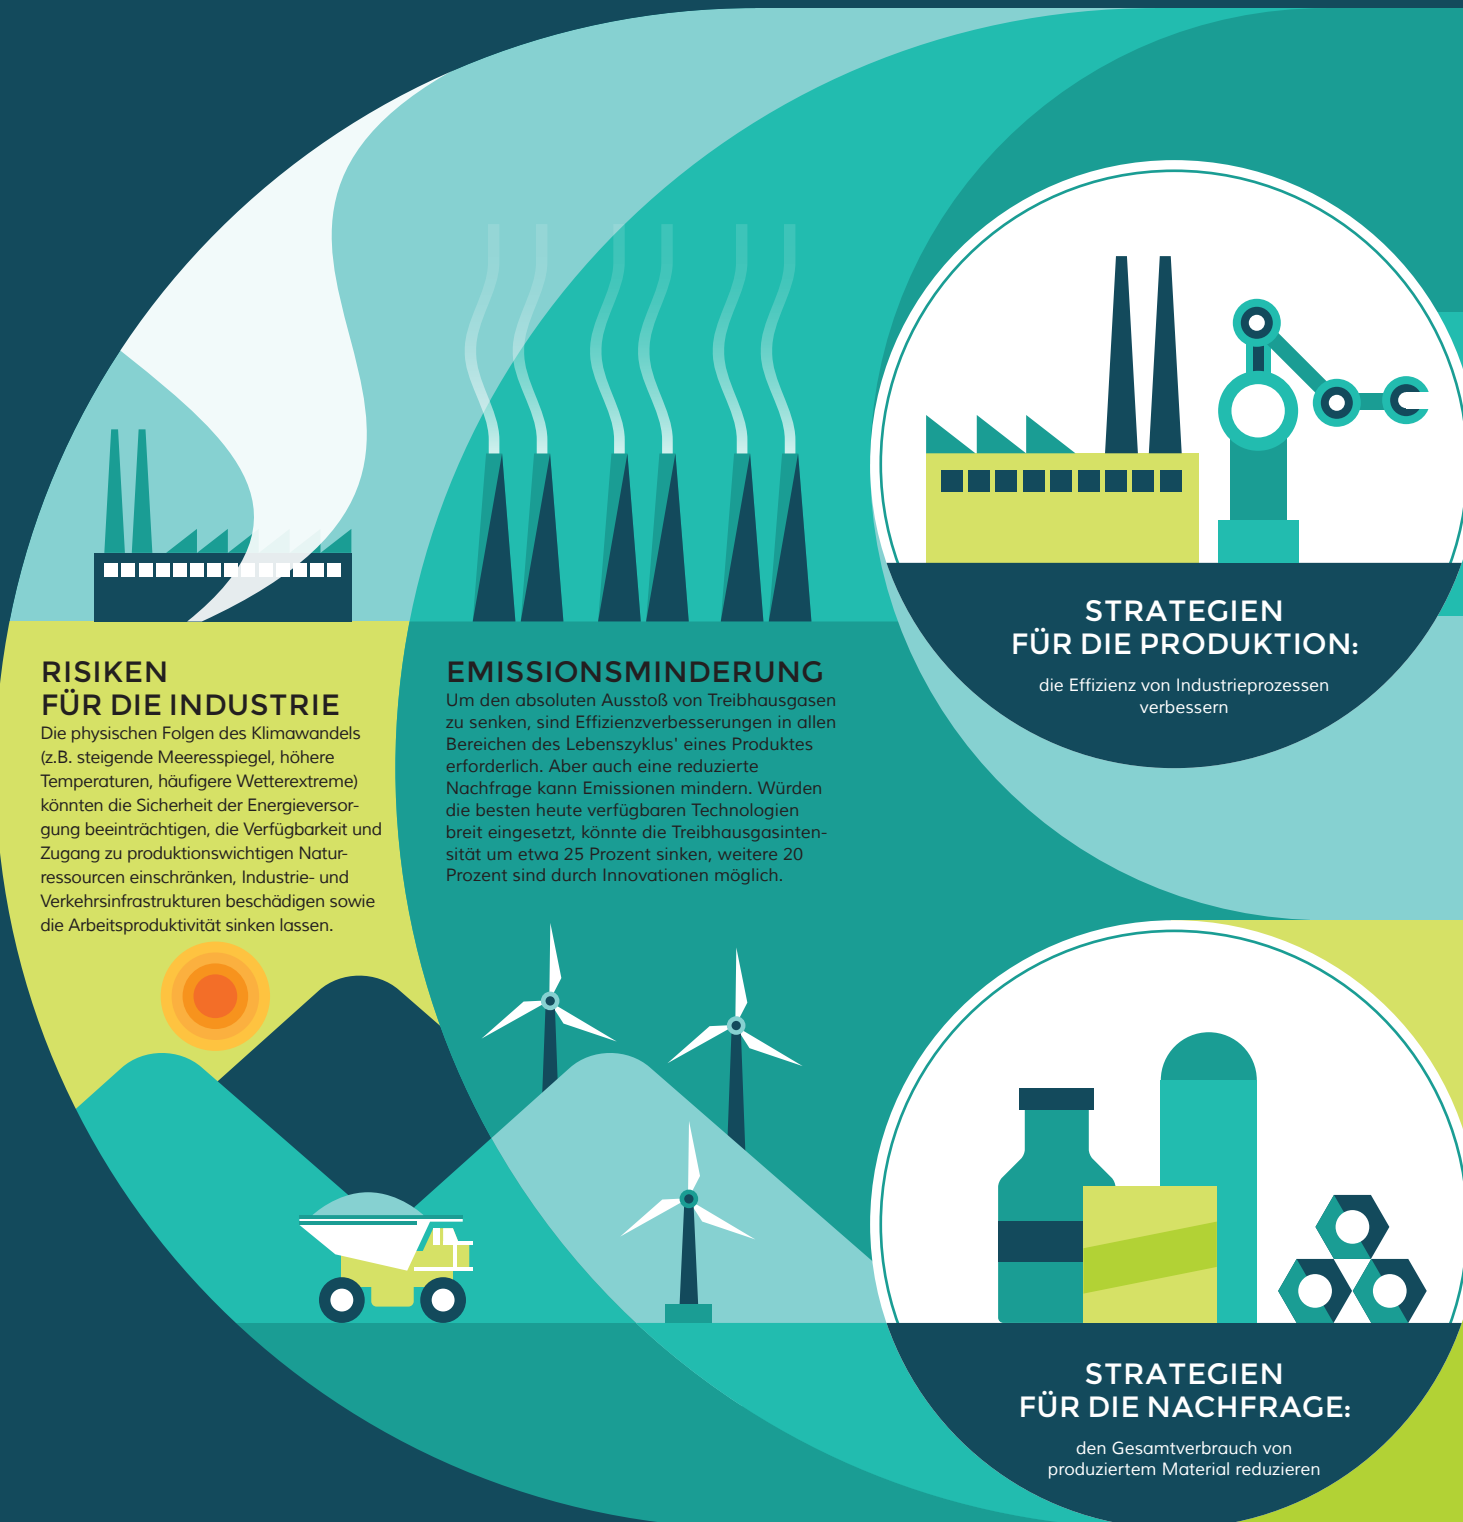 RISIKEN
FÜR DIE INDUSTRIE
Die physischen Folgen des Klimawandels
(z.B. steigende Meeresspiegel, höhere
Temperaturen, häufigere Wetterextreme)
könnten die Sicherheit der Energieversor-
gung beeinträchtigen, die Verfügbarkeit und
Zugang zu produktionswichtigen Natur-
ressourcen einschränken, Industrie- und
Verkehrsinfrastrukturen beschädigen sowie
die Arbeitsproduktivität sinken lassen.
EMISSIONSMINDERUNG
Um den absoluten Ausstoß von Treibhausgasen
zu senken, sind Effizienzverbesserungen in allen
Bereichen des Lebenszyklus' eines Produktes
erforderlich. Aber auch eine reduzierte
Nachfrage kann Emissionen mindern. Würden
die besten heute verfügbaren Technologien
breit eingesetzt, könnte die Treibhausgasinten-
sität um etwa 25 Prozent sinken, weitere 20
Prozent sind durch Innovationen möglich.
STRATEGIEN
FÜR DIE PRODUKTION:
die Effizienz von Industrieprozessen
verbessern
STRATEGIEN
FÜR DIE NACHFRAGE:
den Gesamtverbrauch von
produziertem Material reduzieren